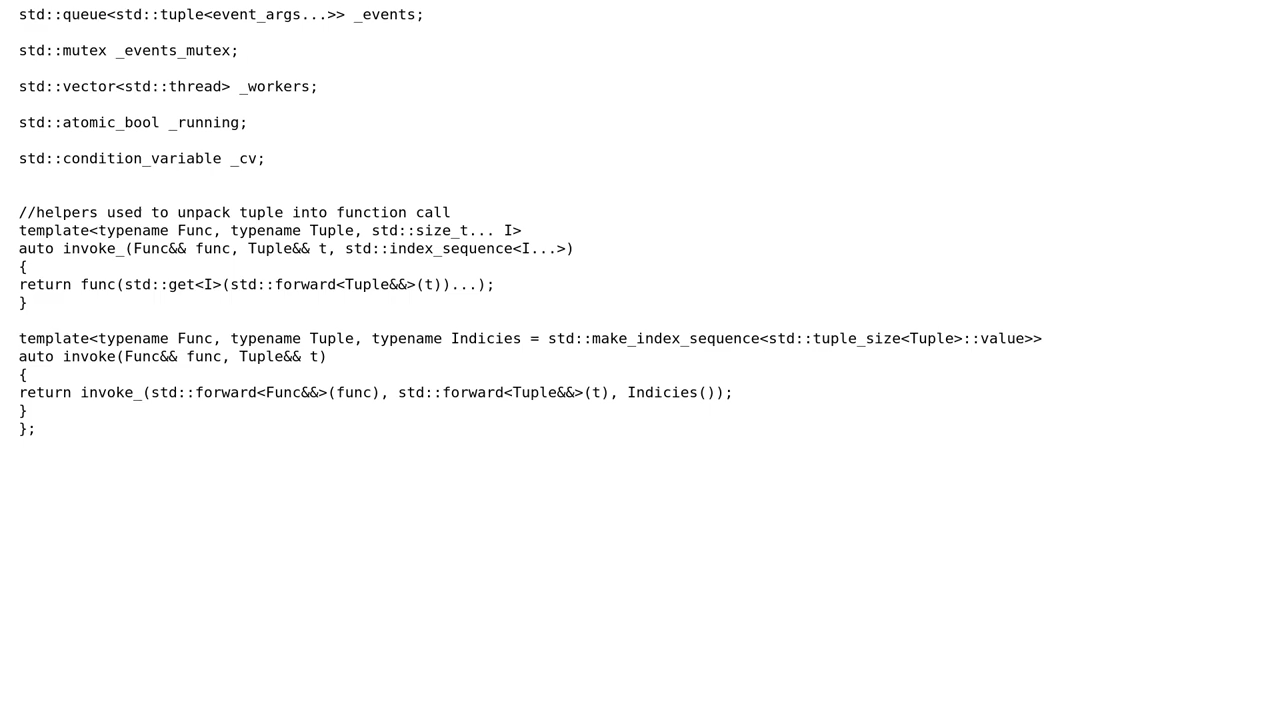 std::queue<std::tuple<event_args...>> _events;
std::mutex _events_mutex;
std::vector<std::thread> _workers;
std::atomic_bool _running;
std::condition_variable _cv;
//helpers used to unpack tuple into function call
template<typename Func, typename Tuple, std::size_t... I>
auto invoke_(Func&& func, Tuple&& t, std::index_sequence<I...>)
{
return func(std::get<I>(std::forward<Tuple&&>(t))...);
}
template<typename Func, typename Tuple, typename Indicies = std::make_index_sequence<std::tuple_size<Tuple>::value>>
auto invoke(Func&& func, Tuple&& t)
{
return invoke_(std::forward<Func&&>(func), std::forward<Tuple&&>(t), Indicies());
}
};